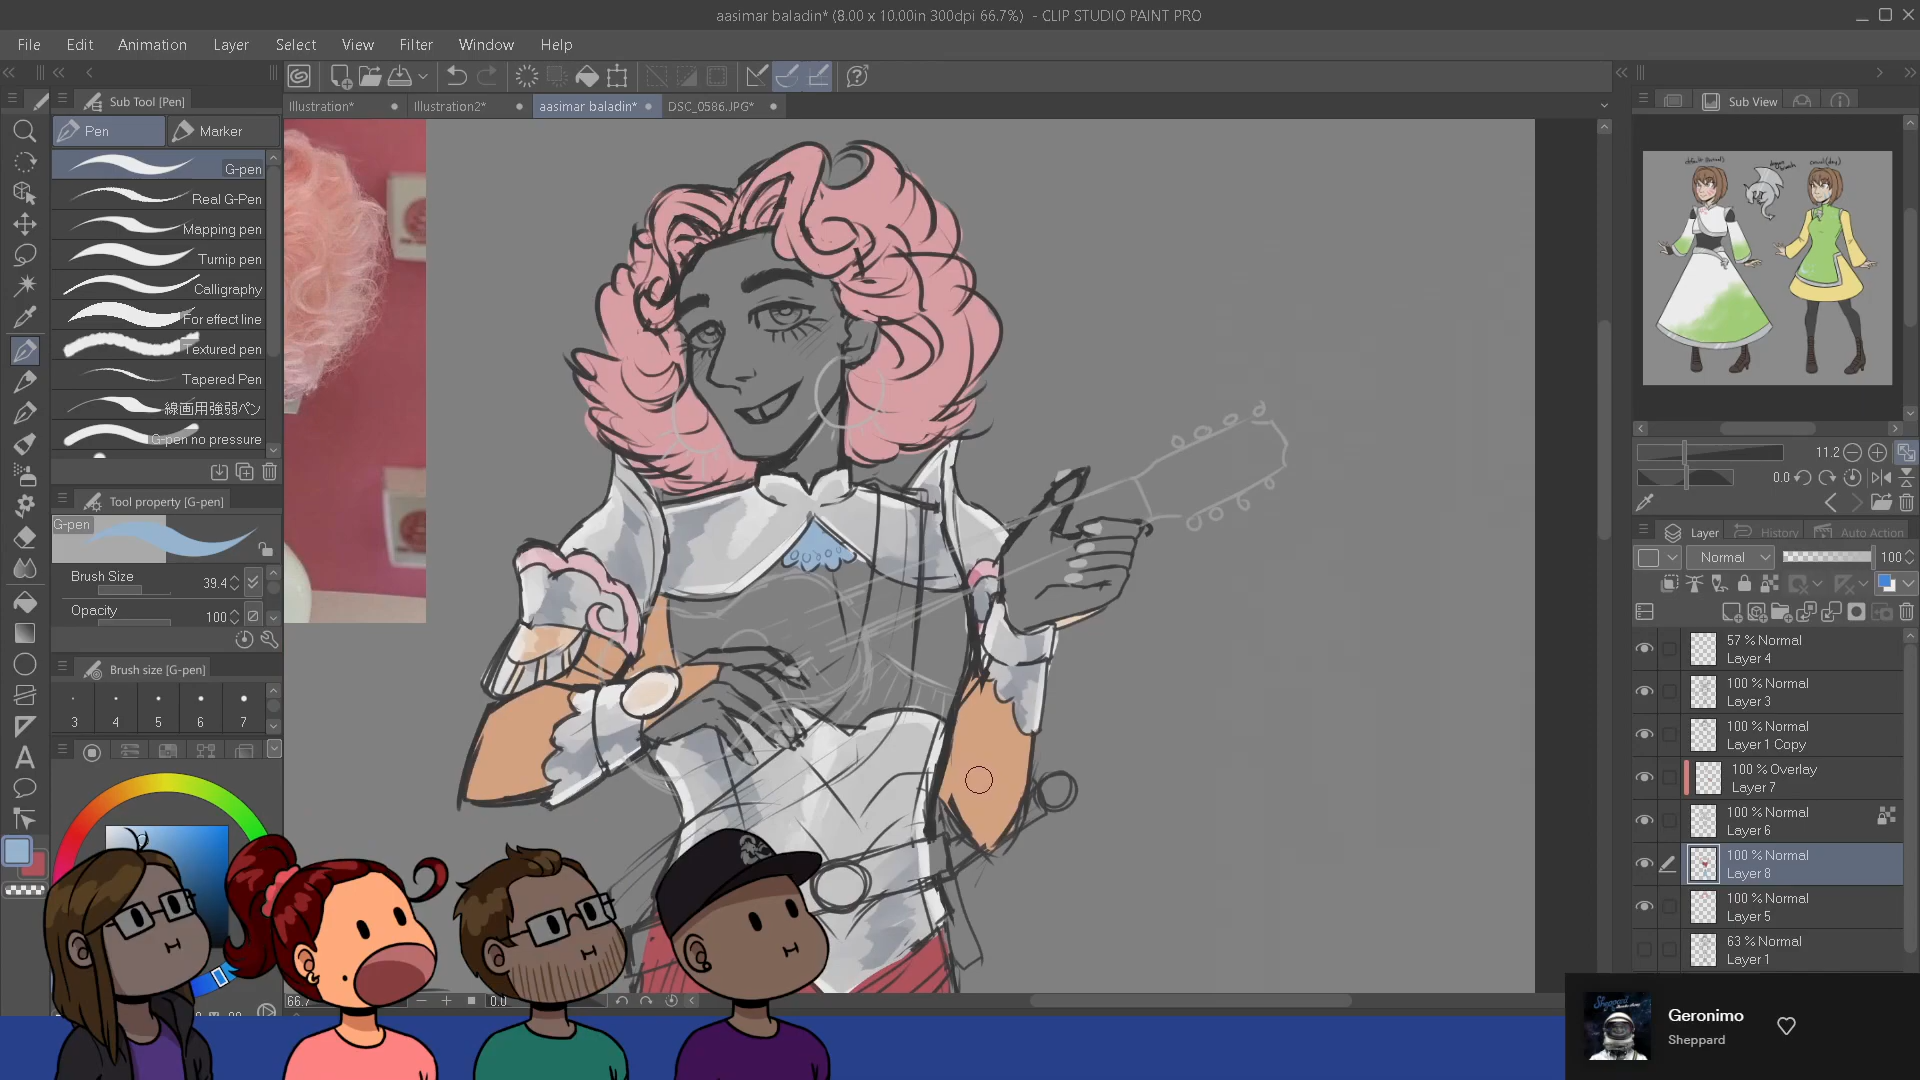 aasimar baladin* (8.00 x 10.00in 300dpi 66.7%) - CLIP STUDIO PAINT PRO
File Edit Animation Layer Select View Filter Window Help
Sub Tool [Pen]
Illustration* Illustration2* aasimar baladin* DSC_0586.JPG*
Sub View
Pen Marker
G-pen
Real G-Pen
Mapping pen
Turnip pen
Calligraphy
For effect line
Textured pen
Tapered Pen
線画用強弱ペン
G-pen no pressure
Tool property [G-pen]
G-pen
Brush Size 39.4
Opacity 100
Brush size [G-pen]
3 4 5 6 7
11.2
0.0
Layer History Auto Action
Normal 100
57 % Normal
Layer 4
100 % Normal
Layer 3
100 % Normal
Layer 1 Copy
100 % Overlay
Layer 7
100 % Normal
Layer 6
100 % Normal
Layer 8
100 % Normal
Layer 5
63 % Normal
Layer 1
66.7 0.0
Sheppard
Geronimo
Sheppard